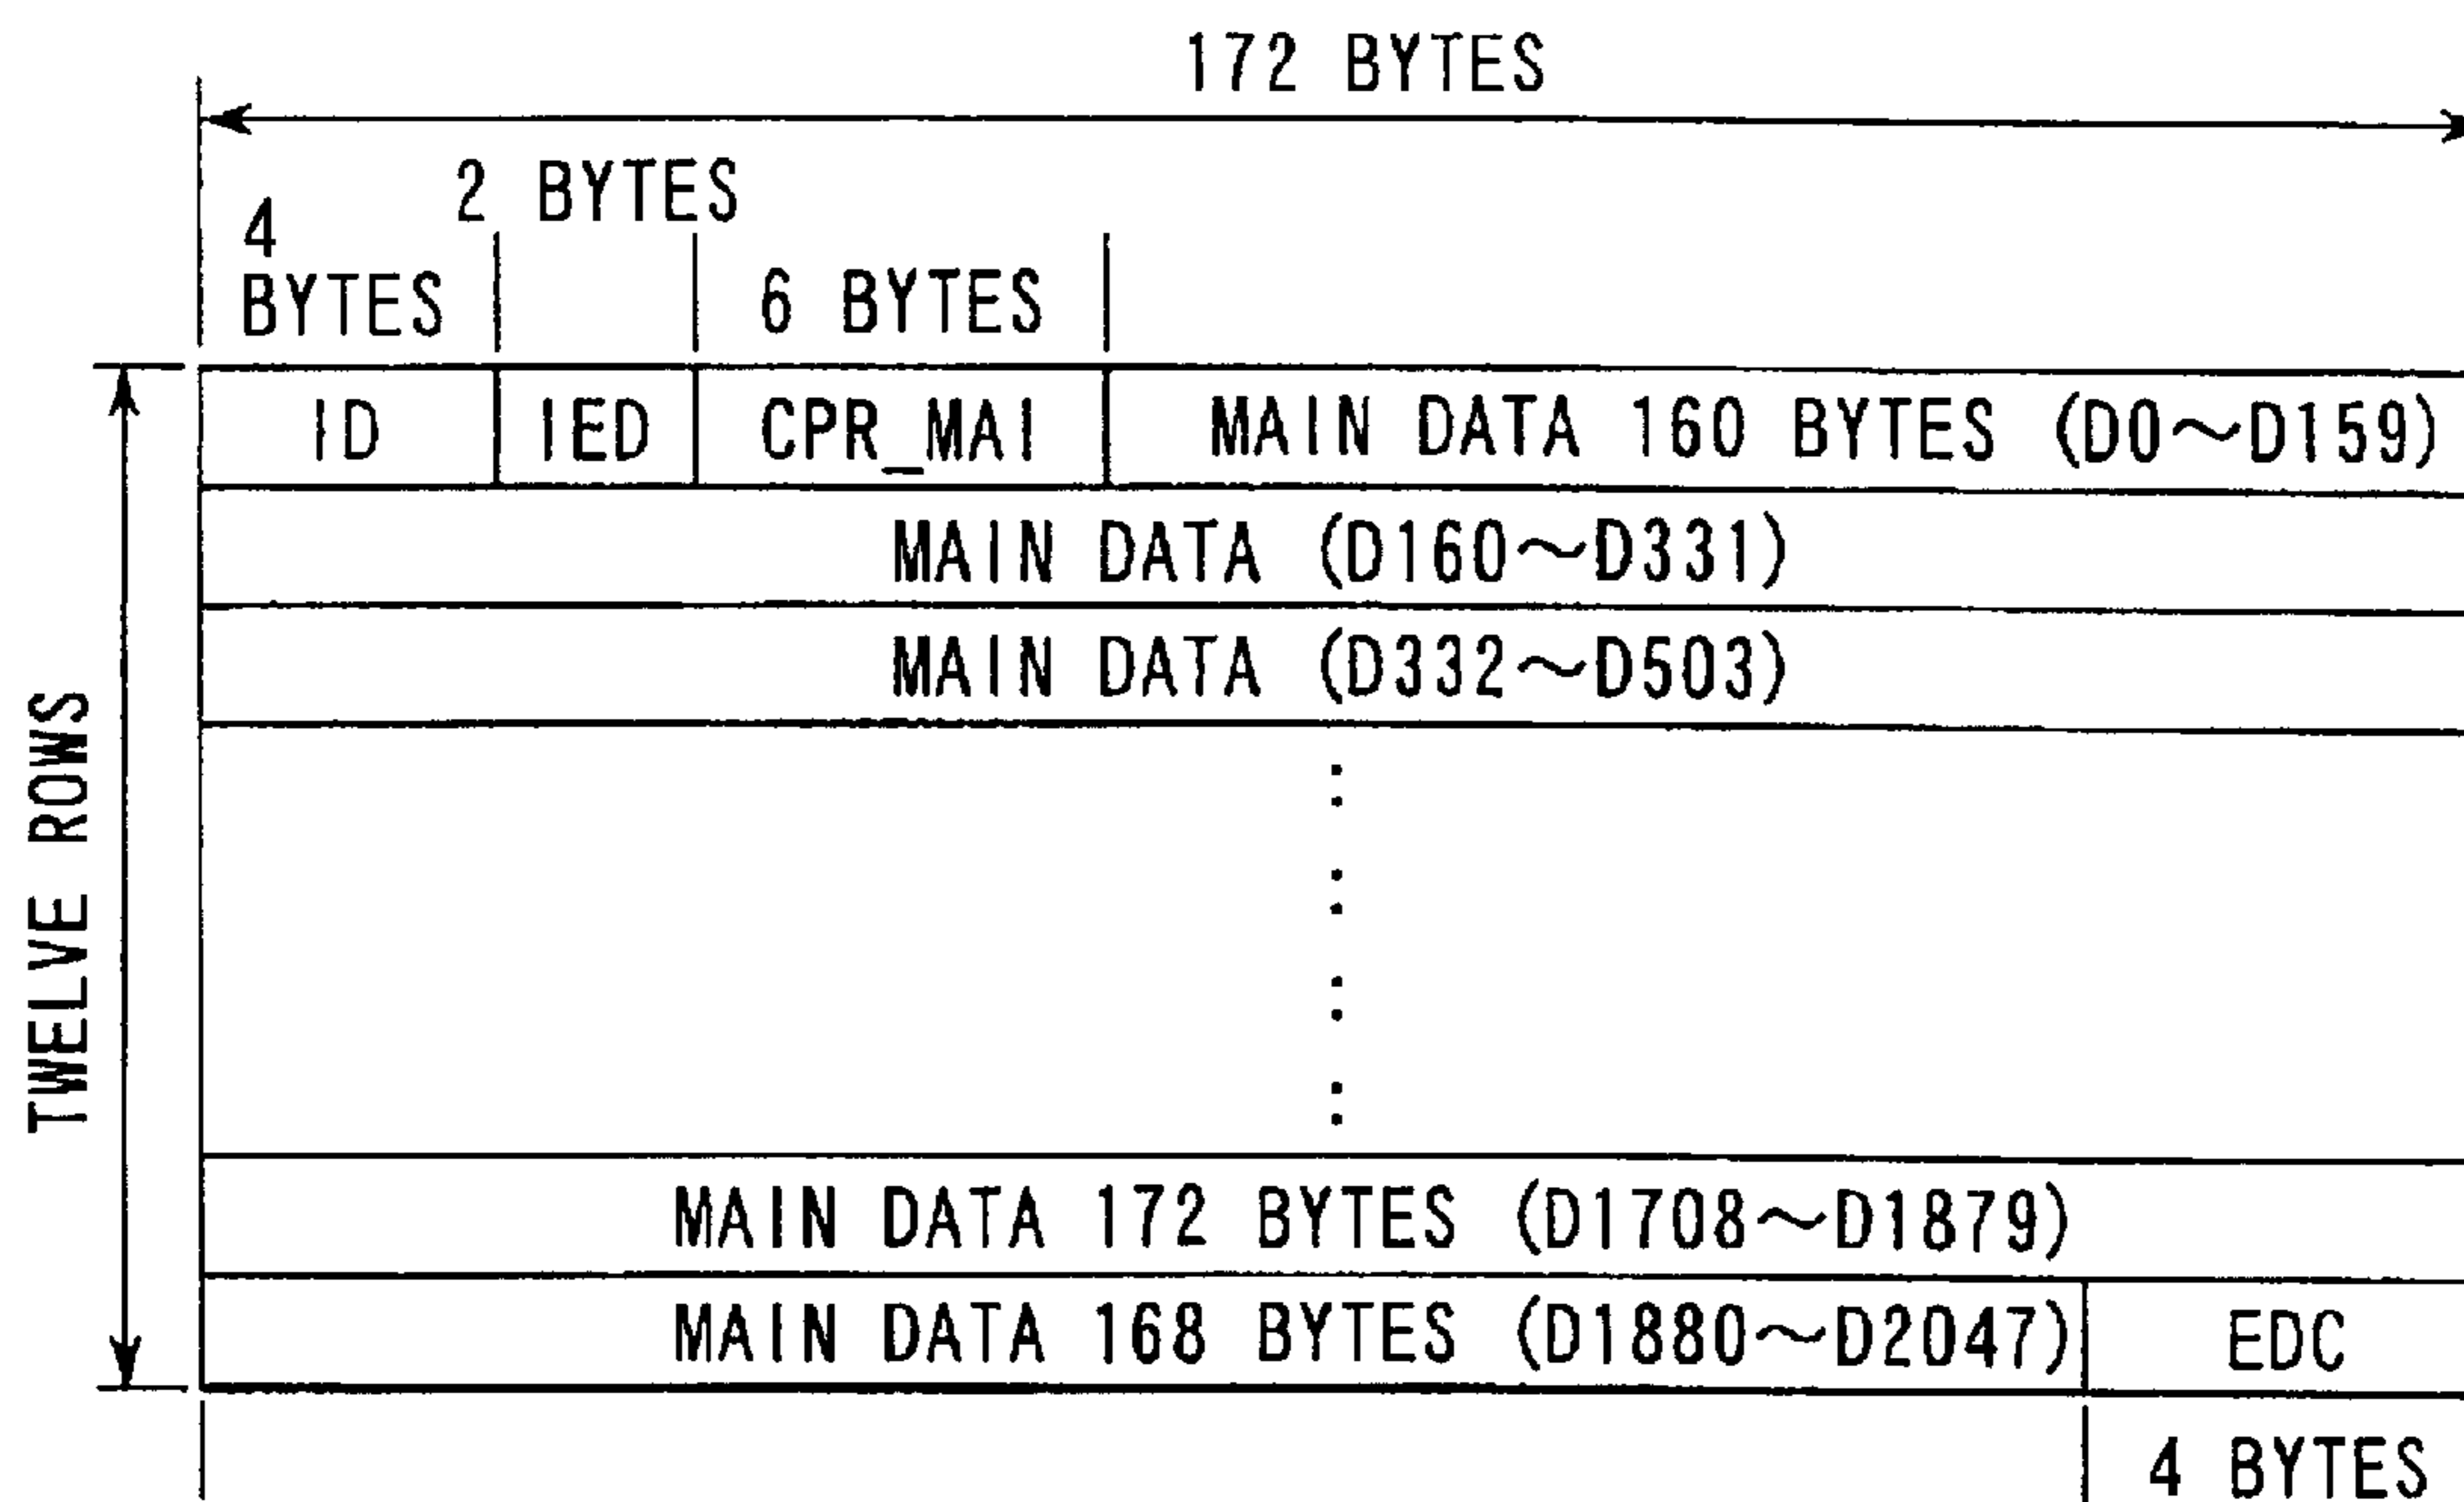 172 BYTES
2 BYTES
4
BYTES
6 BYTES
ID IED CPR_MAI MAIN DATA 160 BYTES (D0～D159)
MAIN DATA (D160～D331)
MAIN DATA (D332～D503)
TWELVE ROWS
MAIN DATA 172 BYTES (D1708～D1879)
MAIN DATA 168 BYTES (D1880～D2047) EDC
4 BYTES